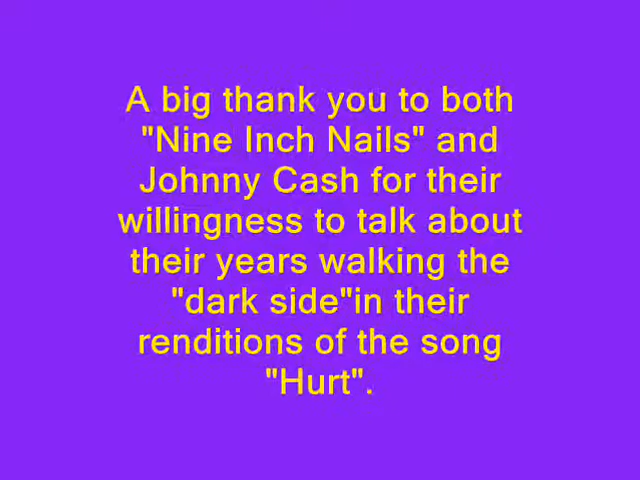 A big thank you to both
"Nine Inch Nails" and
Johnny Cash for their
willingness to talk about
their years walking the
"dark side"in their
renditions of the song
"Hurt".